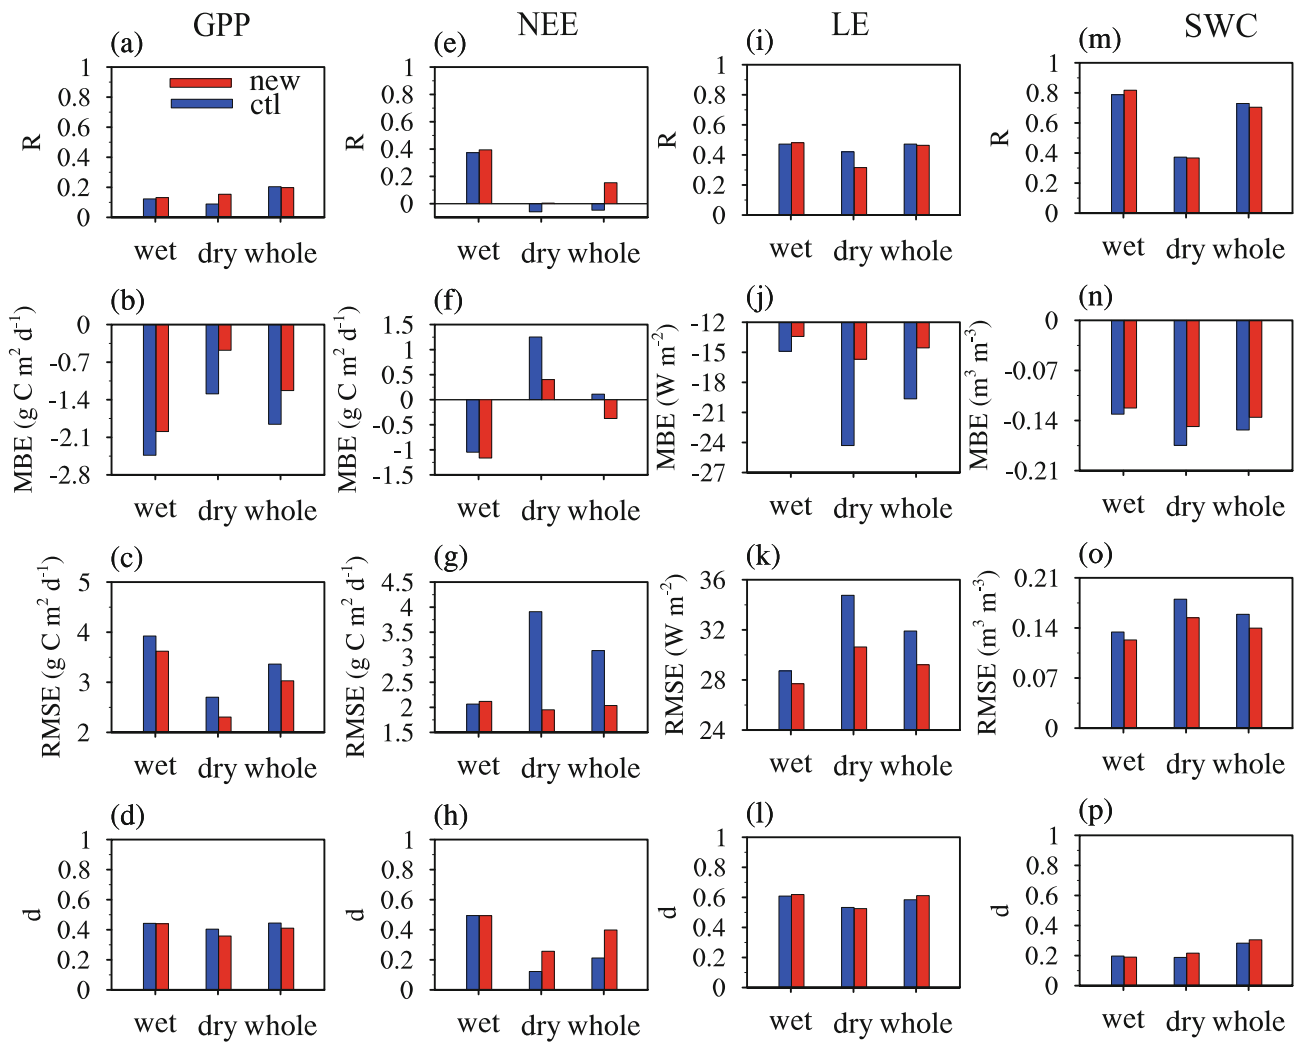 GPP
NEE
LE
SWC
(a)
1
0.8
0.6
0.4
0.2
0
R
new
ctl
wet dry whole
(e)
1
0.8
0.6
0.4
0.2
0
R
wet dry whole
(i)
1
0.8
0.6
0.4
0.2
0
R
wet dry whole
(m)
1
0.8
0.6
0.4
0.2
0
R
wet dry whole
(b)
0
-0.7
-1.4
-2.1
-2.8
MBE (g C m² d⁻¹)
wet dry whole
(f)
1.5
1
0.5
0
-0.5
-1
-1.5
MBE (g C m² d⁻¹)
wet dry whole
(j)
-12
-15
-18
-21
-24
-27
MBE (W m⁻²)
wet dry whole
(n)
0
-0.07
-0.14
-0.21
MBE (m³ m⁻³)
wet dry whole
(c)
5
4
3
2
RMSE (g C m² d⁻¹)
wet dry whole
(g)
4.5
4
3.5
3
2.5
2
1.5
RMSE (g C m² d⁻¹)
wet dry whole
(k)
36
32
28
24
RMSE (W m⁻²)
wet dry whole
(o)
0.21
0.14
0.07
0
RMSE (m³ m⁻³)
wet dry whole
(d)
1
0.8
0.6
0.4
0.2
0
d
wet dry whole
(h)
1
0.8
0.6
0.4
0.2
0
d
wet dry whole
(l)
1
0.8
0.6
0.4
0.2
0
d
wet dry whole
(p)
1
0.8
0.6
0.4
0.2
0
d
wet dry whole